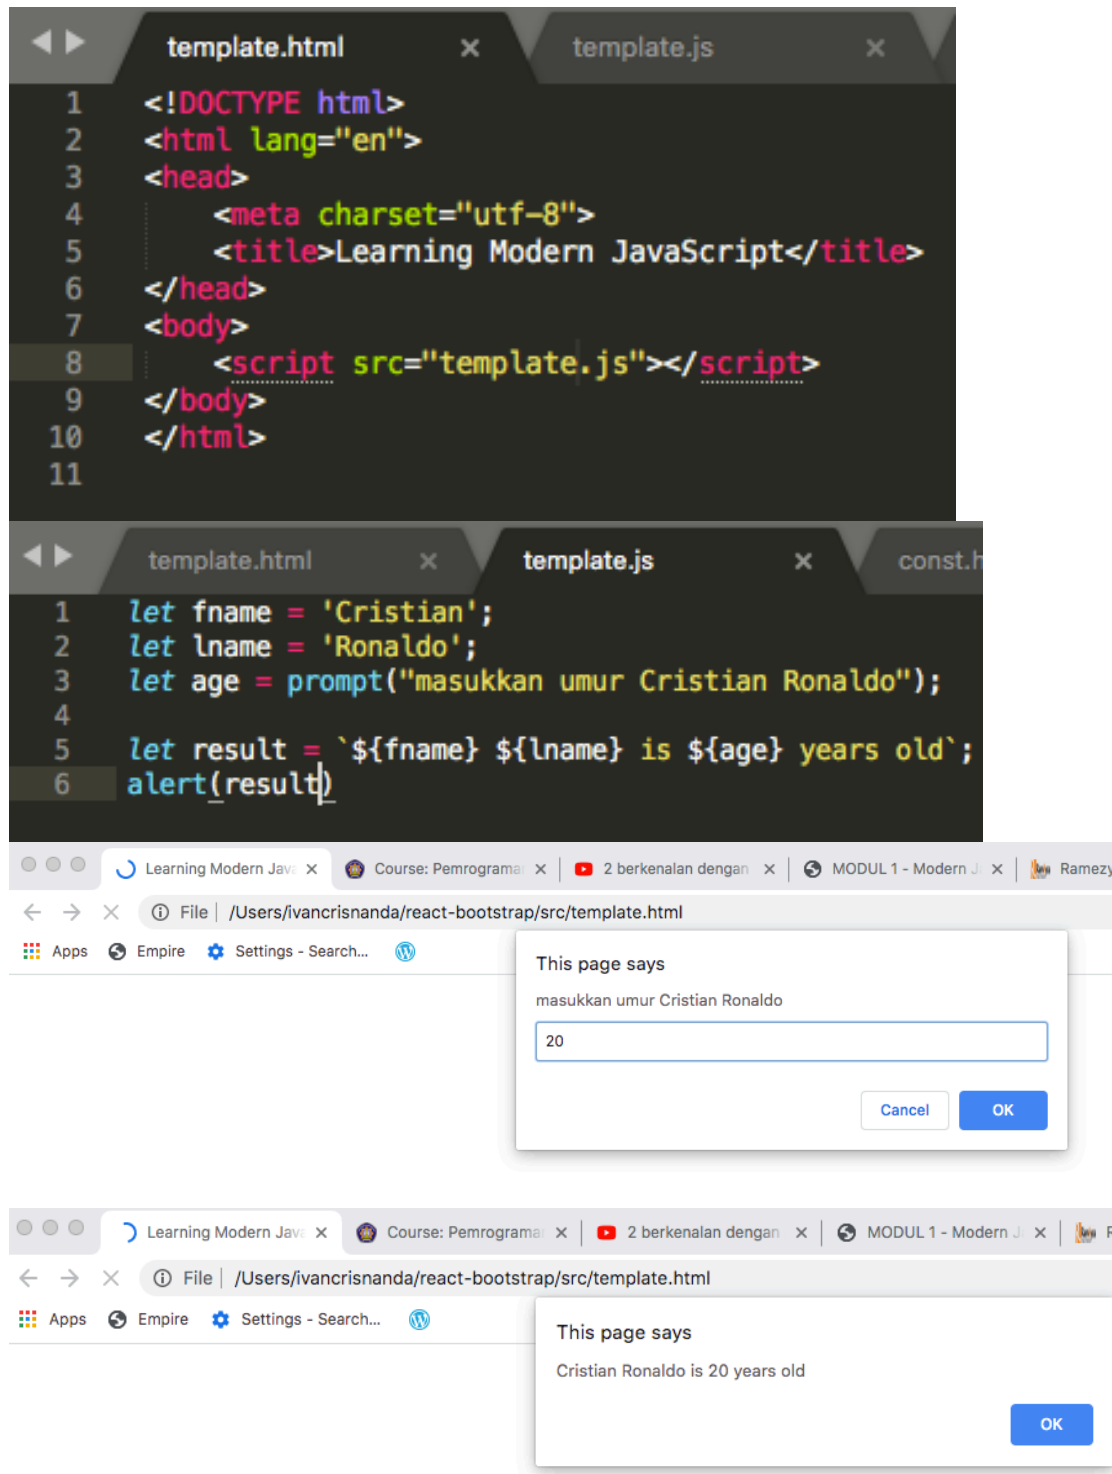 template.html × template.js ×
1 <!DOCTYPE html>
2 <html lang="en">
3 <head>
4 <meta charset="utf-8">
5 <title>Learning Modern JavaScript</title>
6 </head>
7 <body>
8 <script src="template.js"></script>
9 </body>
10 </html>
11
template.html × template.js × const.h
1 let fname = 'Cristian';
2 let lname = 'Ronaldo';
3 let age = prompt("masukkan umur Cristian Ronaldo");
4
5 let result = `${fname} ${lname} is ${age} years old`;
6 alert(result)
Learning Modern Java × Course: Pemrograma × 2 berkenalan dengan × MODUL 1 - Modern J × Ramezy
File | /Users/ivancrisnanda/react-bootstrap/src/template.html
Apps Empire Settings - Search...
This page says
masukkan umur Cristian Ronaldo
20
Cancel OK
Learning Modern Java × Course: Pemrograma × 2 berkenalan dengan × MODUL 1 - Modern J × R
File | /Users/ivancrisnanda/react-bootstrap/src/template.html
Apps Empire Settings - Search...
This page says
Cristian Ronaldo is 20 years old
OK